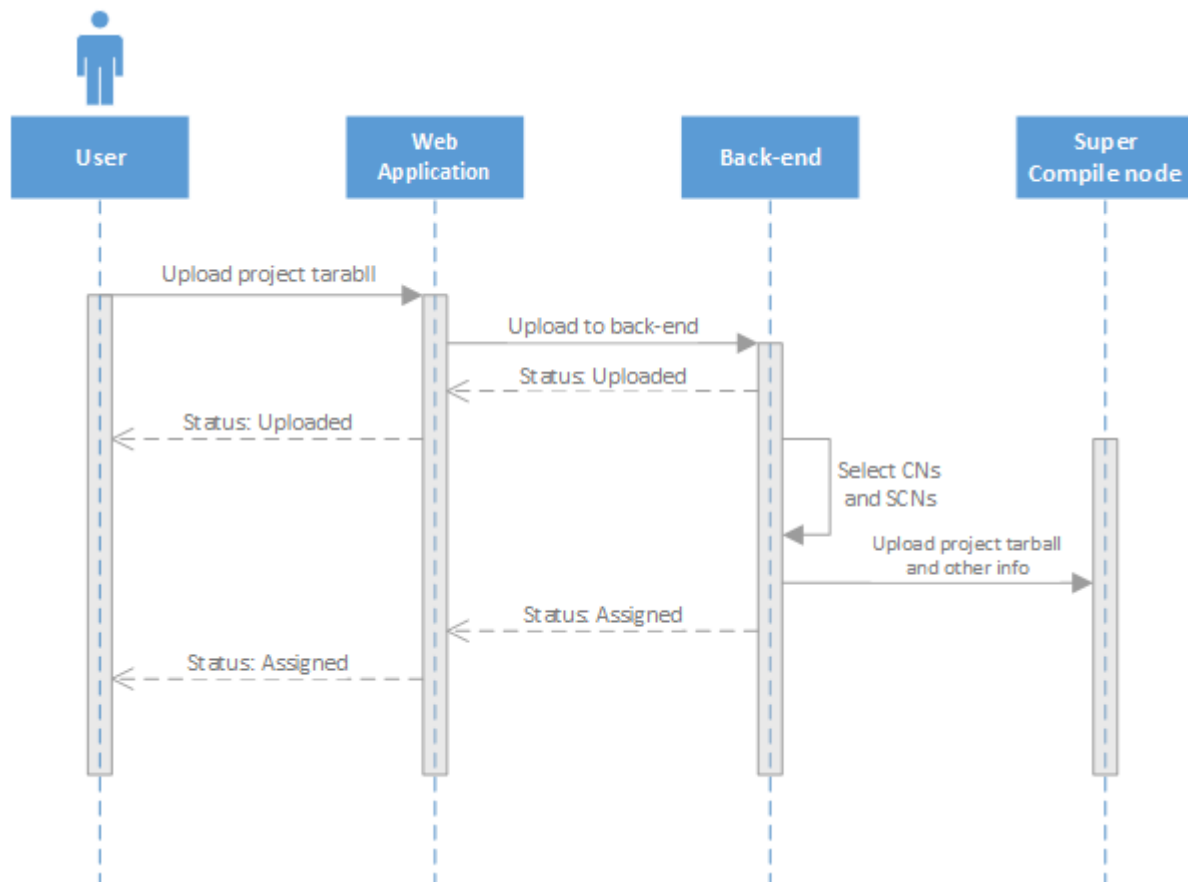 User
Web
Application
Back-end
Super
Compile node
Upload project tarabll
Upload to back-end
Status: Uploaded
Status: Uploaded
Select CNs
and SCNs
Upload project tarball
and other info
Status: Assigned
Status: Assigned